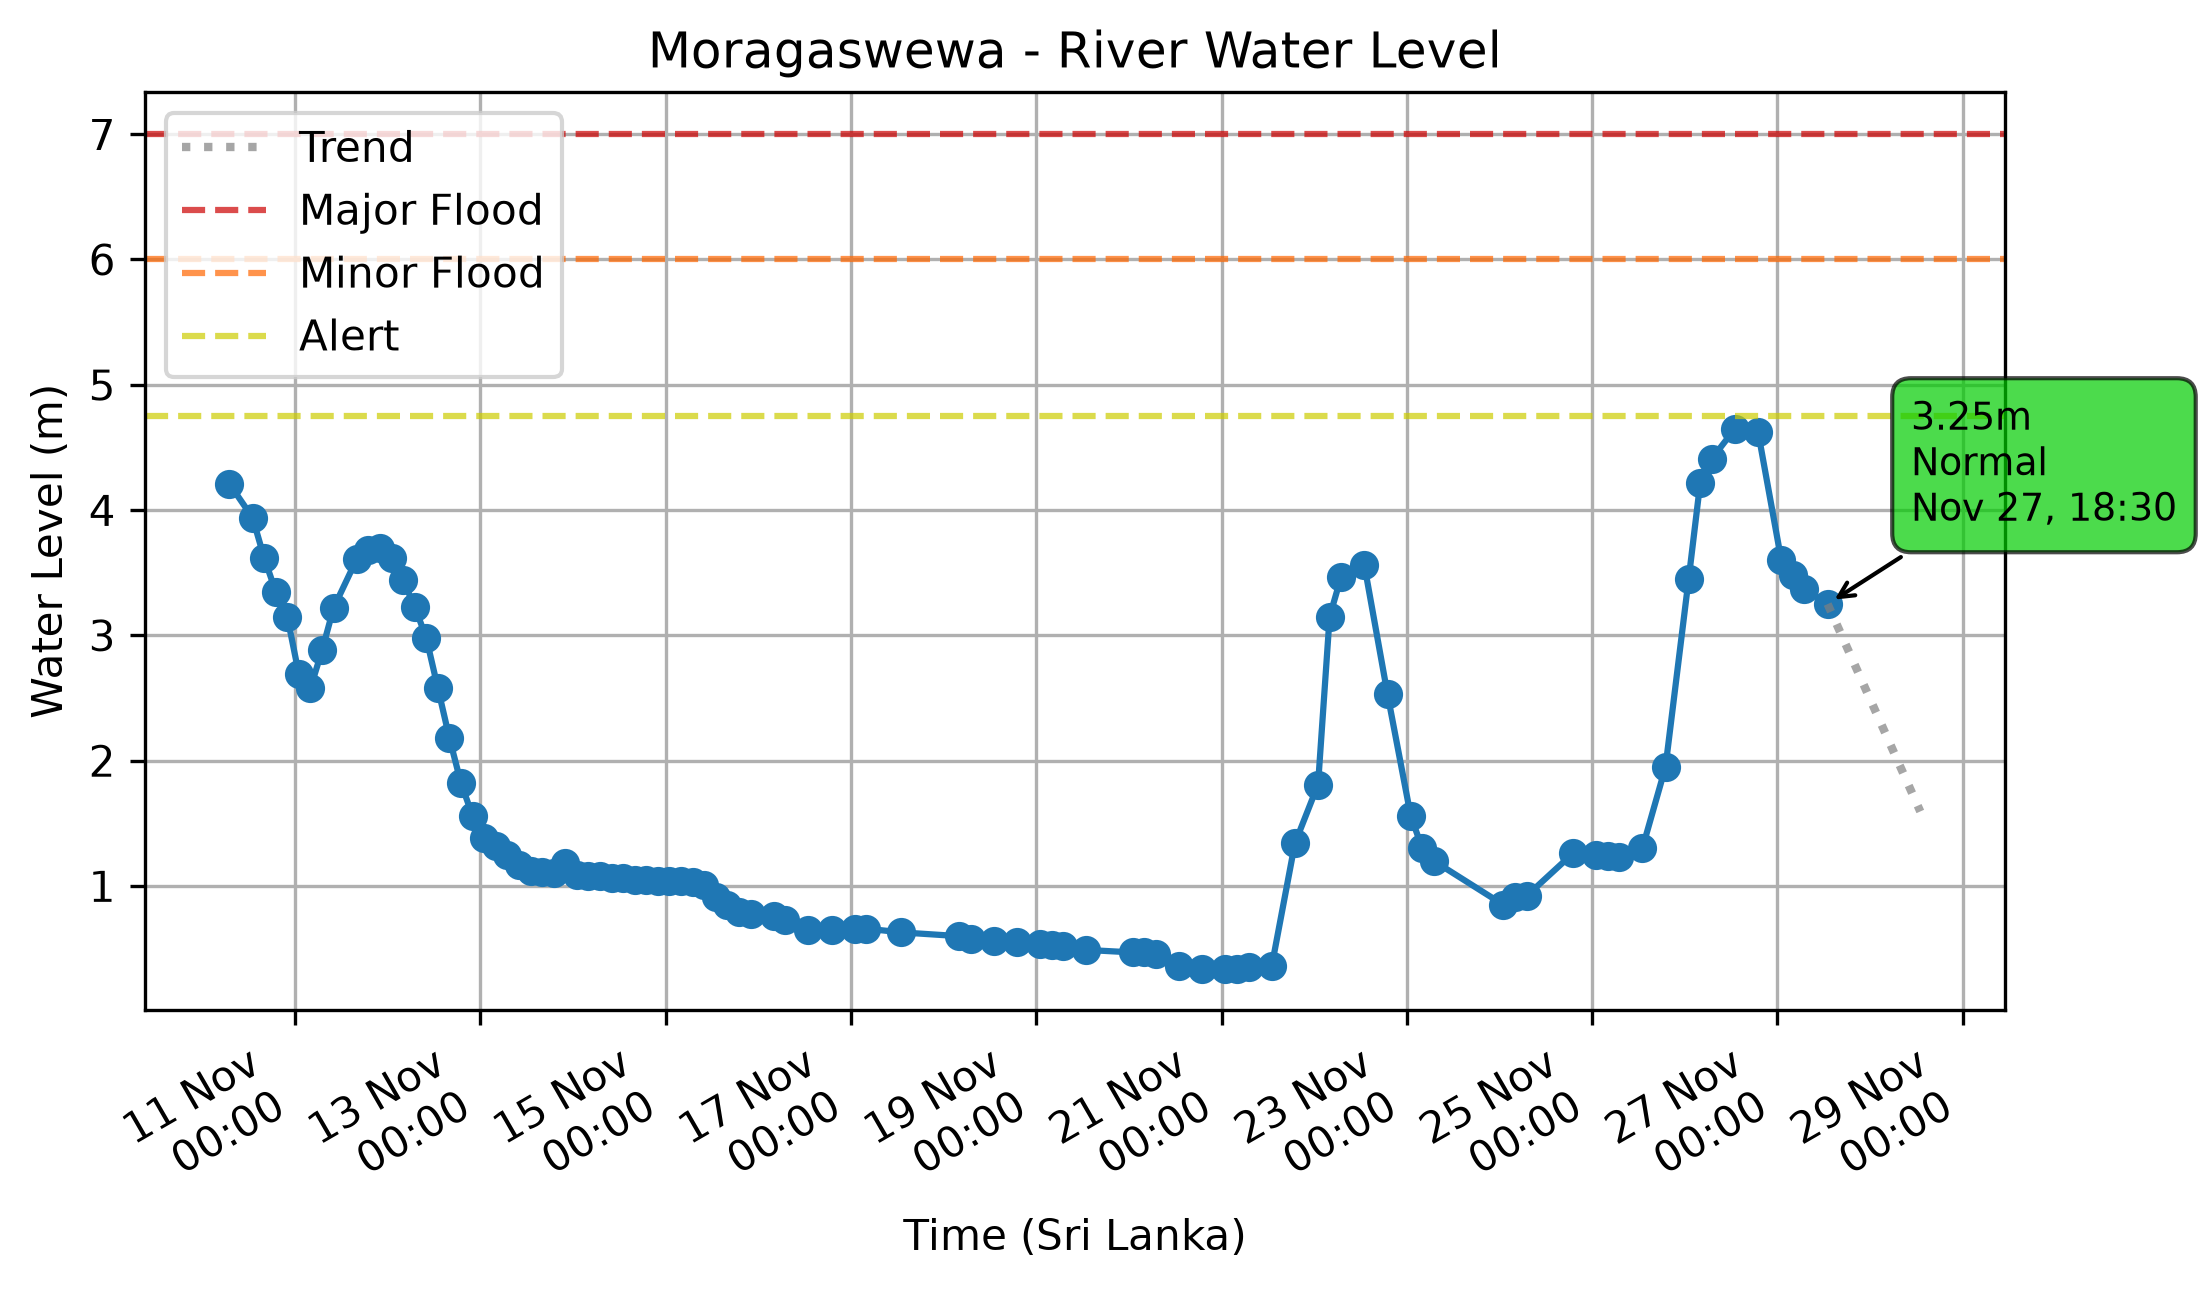 Moragaswewa - River Water Level
7
6
5
4
3
2
1
Water Level (m)
Trend
Major Flood
Minor Flood
Alert
3.25m
Normal
Nov 27, 18:30
11 Nov
00:00
13 Nov
00:00
15 Nov
00:00
17 Nov
00:00
19 Nov
00:00
21 Nov
00:00
23 Nov
00:00
25 Nov
00:00
27 Nov
00:00
29 Nov
00:00
Time (Sri Lanka)